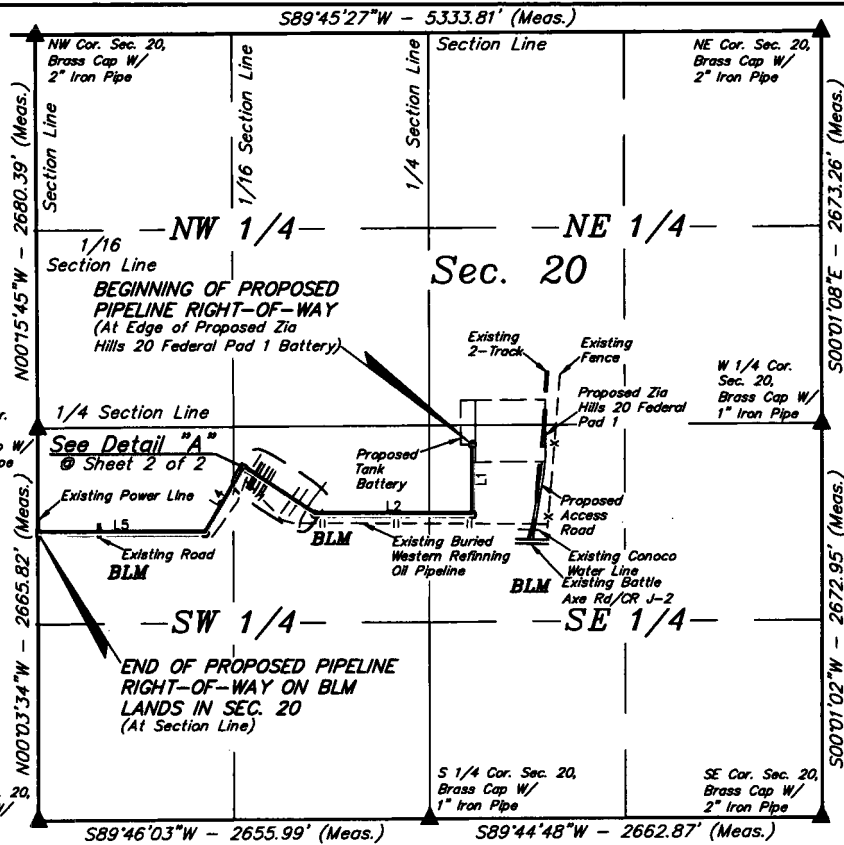 S89°45'27"W - 5333.81' (Meas.)
NW Cor. Sec. 20,
Brass Cap W/
2" Iron Pipe
Section Line
NE Cor. Sec. 20,
Brass Cap W/
2" Iron Pipe
Section Line
1/16 Section Line
1/4 Section Line
N00°15'45"W - 2680.39' (Meas.)
S00°01'08"E - 2673.26' (Meas.)
NW 1/4
NE 1/4
1/16
Section Line
Sec. 20
BEGINNING OF PROPOSED
PIPELINE RIGHT-OF-WAY
(At Edge of Proposed Zia
Hills 20 Federal Pad 1 Battery)
Existing
2-Track
Existing
Fence
W 1/4 Cor.
Sec. 20,
Brass Cap W/
1" Iron Pipe
Proposed Zia
Hills 20 Federal
Pad 1
1/4 Section Line
See Detail "A"
@ Sheet 2 of 2
Proposed
Tank
Battery
L1
Existing Power Line
L4
L5
L2
Proposed
Access
Road
Existing Road
BLM
BLM
Existing Buried
Western Refinning
Oil Pipeline
Existing Conoco
Water Line
BLM
Existing Battle
Axe Rd/CR J-2
SW 1/4
SE 1/4
N00°03'34"W - 2665.82' (Meas.)
S00°01'02"W - 2672.95' (Meas.)
END OF PROPOSED PIPELINE
RIGHT-OF-WAY ON BLM
LANDS IN SEC. 20
(At Section Line)
S 1/4 Cor. Sec. 20,
Brass Cap W/
1" Iron Pipe
SE Cor. Sec. 20,
Brass Cap W/
2" Iron Pipe
20,
W/
S89°46'03"W - 2655.99' (Meas.)
S89°44'48"W - 2662.87' (Meas.)